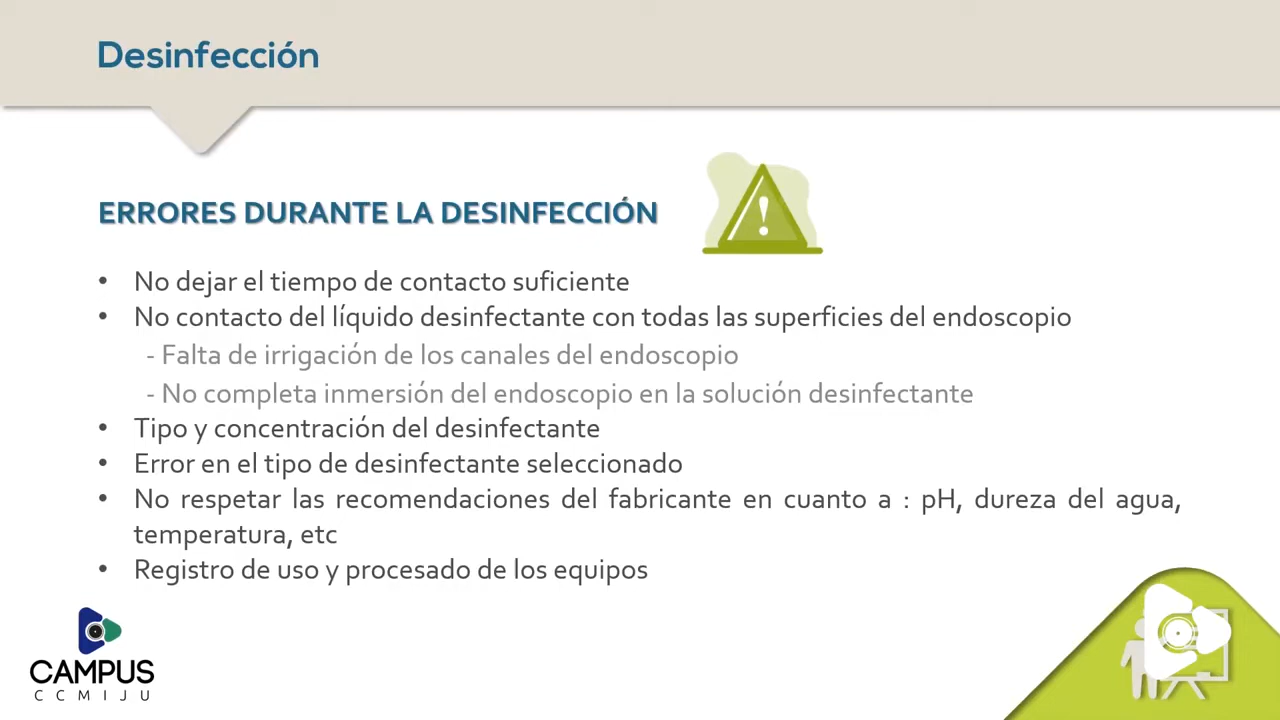 Desinfección
ERRORES DURANTE LA DESINFECCIÓN
• No dejar el tiempo de contacto suficiente
• No contacto del líquido desinfectante con todas las superficies del endoscopio
- Falta de irrigación de los canales del endoscopio
- No completa inmersión del endoscopio en la solución desinfectante
• Tipo y concentración del desinfectante
• Error en el tipo de desinfectante seleccionado
• No respetar las recomendaciones del fabricante en cuanto a : pH, dureza del agua,
temperatura, etc
• Registro de uso y procesado de los equipos
CAMPUS
CCMIJU